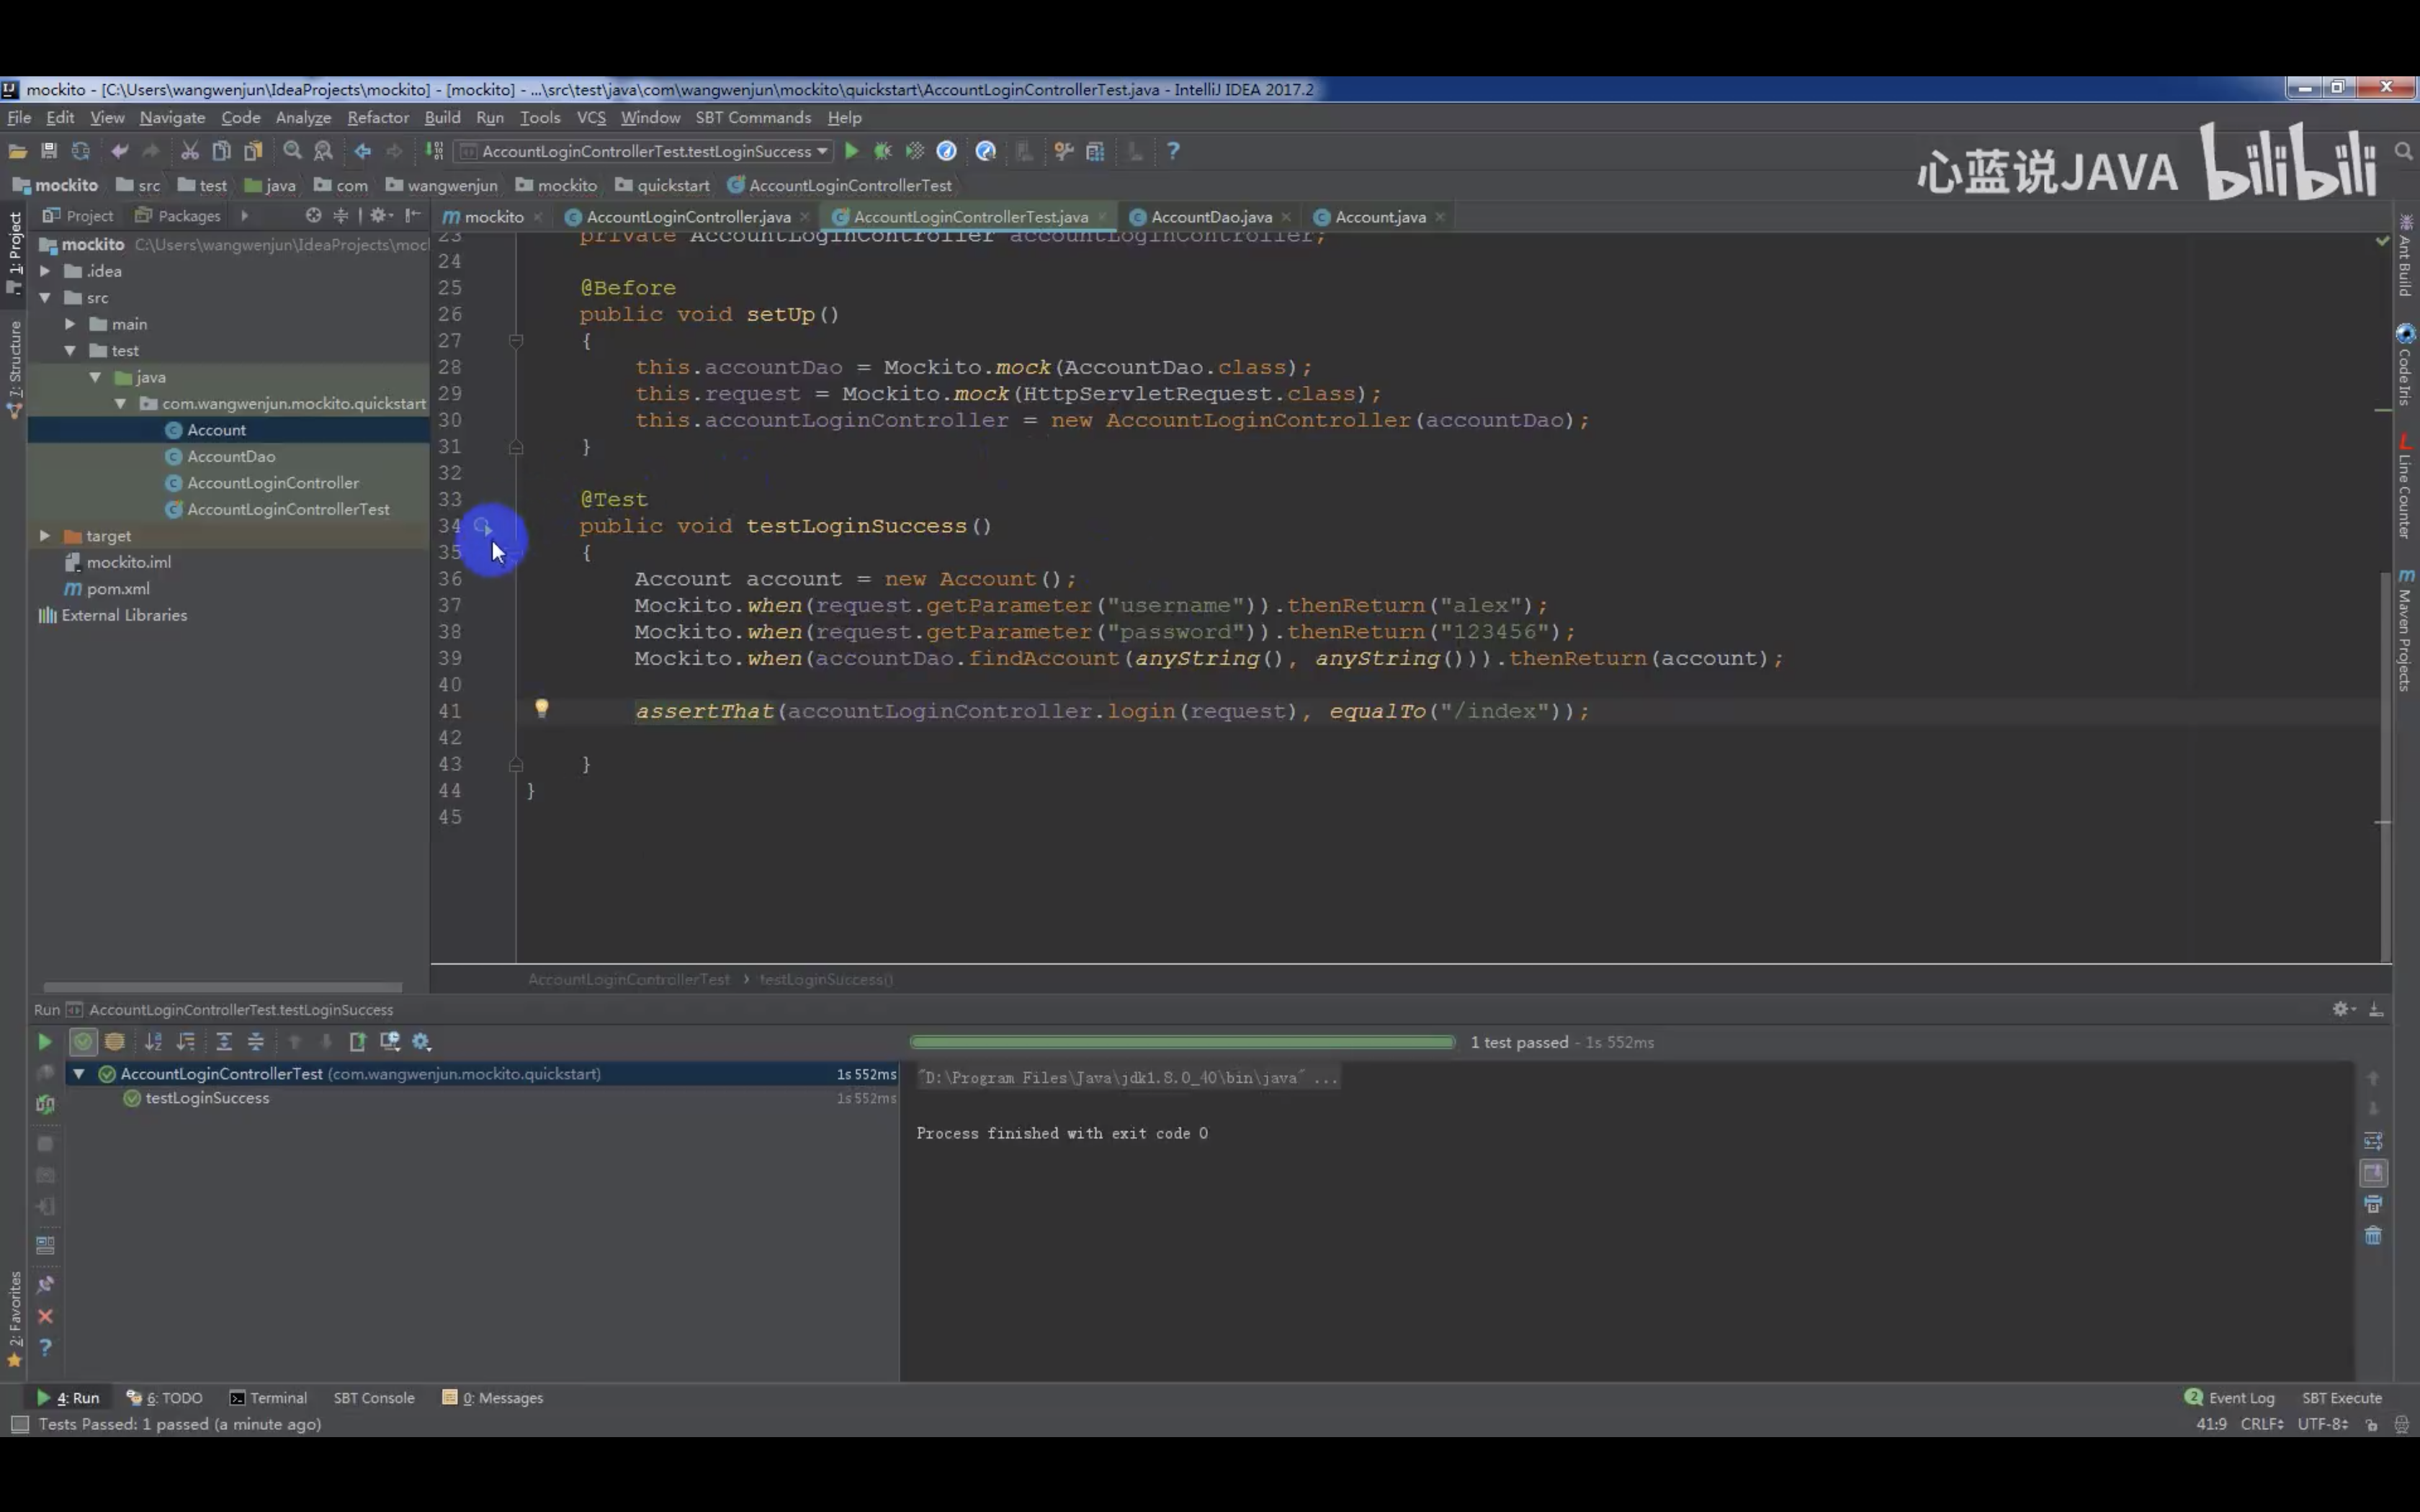 mockito - [C:\Users\wangwenjun\IdeaProjects\mockito] - [mockito] - ...\src\test\java\com\wangwenjun\mockito\quickstart\AccountLoginControllerTest.java - IntelliJ IDEA 2017.2
File Edit View Navigate Code Analyze Refactor Build Run Tools VCS Window SBT Commands Help
AccountLoginControllerTest.testLoginSuccess
心蓝说JAVA bilibili
mockito src test java com wangwenjun mockito quickstart AccountLoginControllerTest
Project Packages
mockito AccountLoginController.java AccountLoginControllerTest.java AccountDao.java Account.java
1: Project
7: Structure
2: Favorites
mockito C:\Users\wangwenjun\IdeaProjects\moc
.idea
src
main
test
java
com.wangwenjun.mockito.quickstart
Account
AccountDao
AccountLoginController
AccountLoginControllerTest
target
mockito.iml
pom.xml
External Libraries
23 private AccountLoginController accountLoginController;
24
25 @Before
26 public void setUp()
27 {
28 this.accountDao = Mockito.mock(AccountDao.class);
29 this.request = Mockito.mock(HttpServletRequest.class);
30 this.accountLoginController = new AccountLoginController(accountDao);
31 }
32
33 @Test
34 public void testLoginSuccess()
35 {
36 Account account = new Account();
37 Mockito.when(request.getParameter("username")).thenReturn("alex");
38 Mockito.when(request.getParameter("password")).thenReturn("123456");
39 Mockito.when(accountDao.findAccount(anyString(), anyString())).thenReturn(account);
40
41 assertThat(accountLoginController.login(request), equalTo("/index"));
42
43 }
44 }
45
AccountLoginControllerTest › testLoginSuccess()
Ant Build
Code Iris
Line Counter
Maven Projects
Run AccountLoginControllerTest.testLoginSuccess
1 test passed - 1s 552ms
AccountLoginControllerTest (com.wangwenjun.mockito.quickstart) 1s 552ms
testLoginSuccess 1s 552ms
"D:\Program Files\Java\jdk1.8.0_40\bin\java" ...
Process finished with exit code 0
4: Run 6: TODO Terminal SBT Console 0: Messages
2 Event Log SBT Execute
Tests Passed: 1 passed (a minute ago)
41:9 CRLF UTF-8